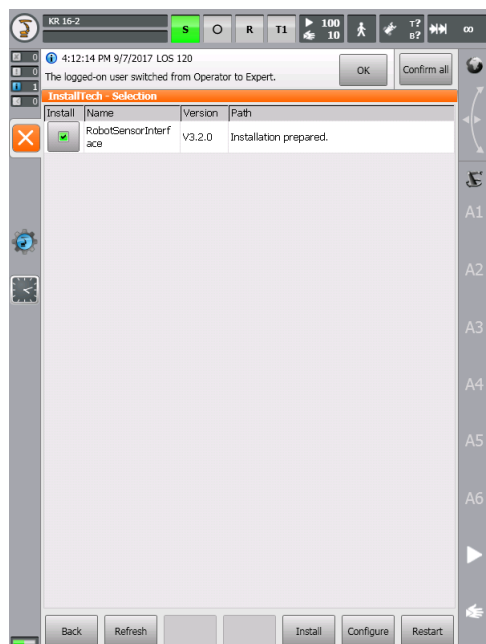 KR 16-2
S O R T1 100 10 T? B? ∞
0
0
1
0
4:12:14 PM 9/7/2017 LOS 120
The logged-on user switched from Operator to Expert.
OK
Confirm all
InstallTech - Selection
Install Name Version Path
RobotSensorInterf
ace
V3.2.0 Installation prepared.
A1
A2
A3
A4
A5
A6
Back Refresh Install Configure Restart